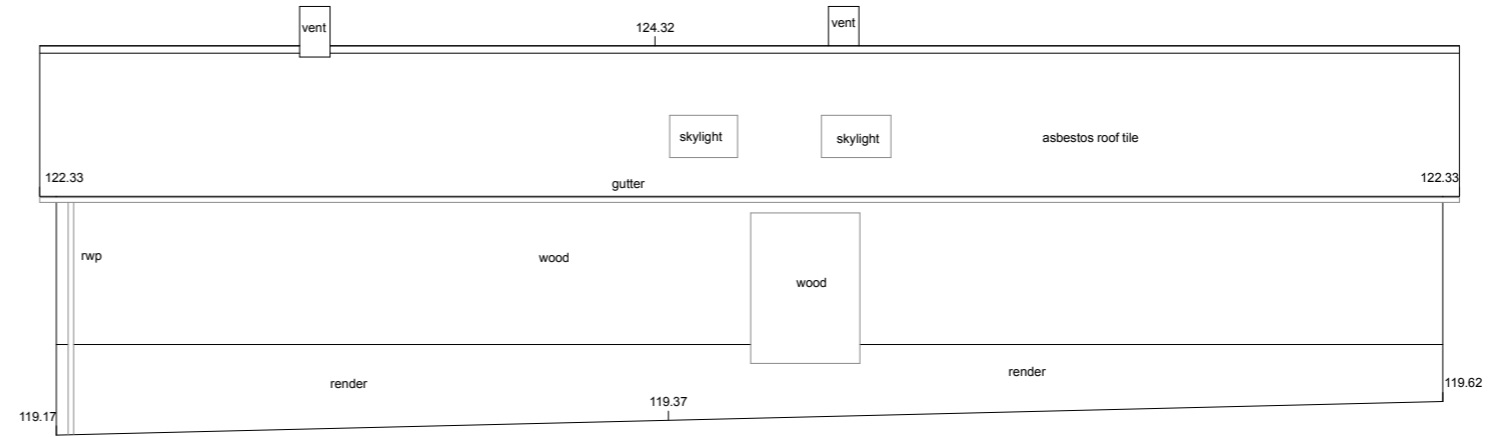 vent
124.32
vent
skylight
skylight
asbestos roof tile
122.33
gutter
122.33
rwp
wood
wood
render
render
119.62
119.37
119.17